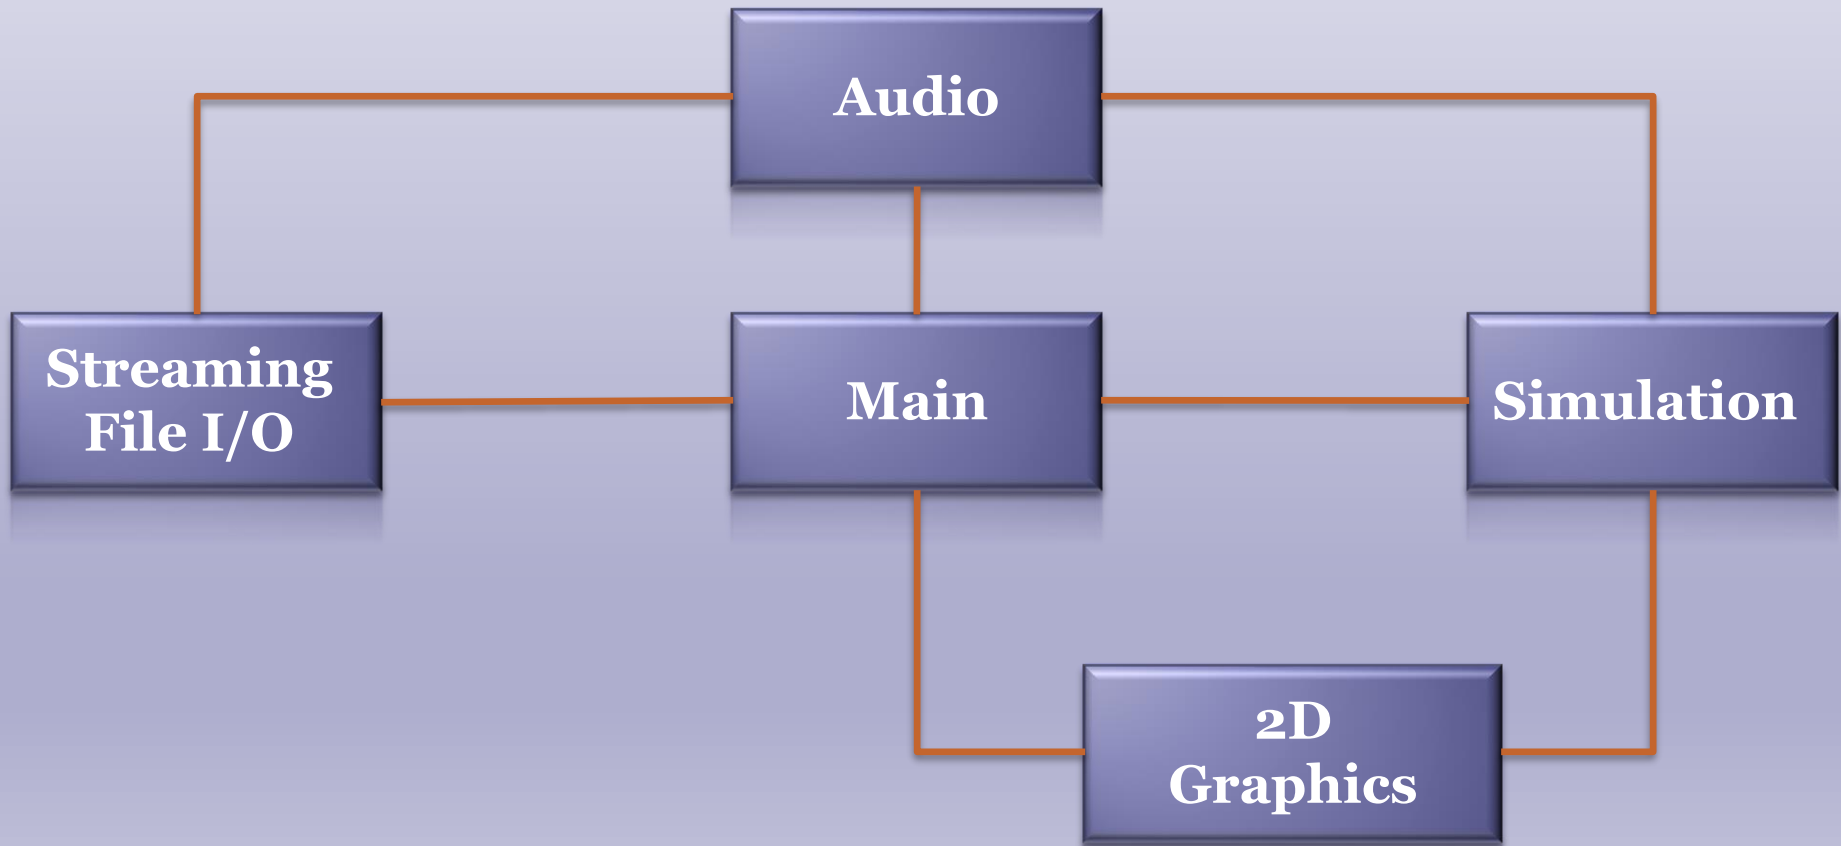 Audio
Streaming
File I/O
Main
Simulation
2D
Graphics